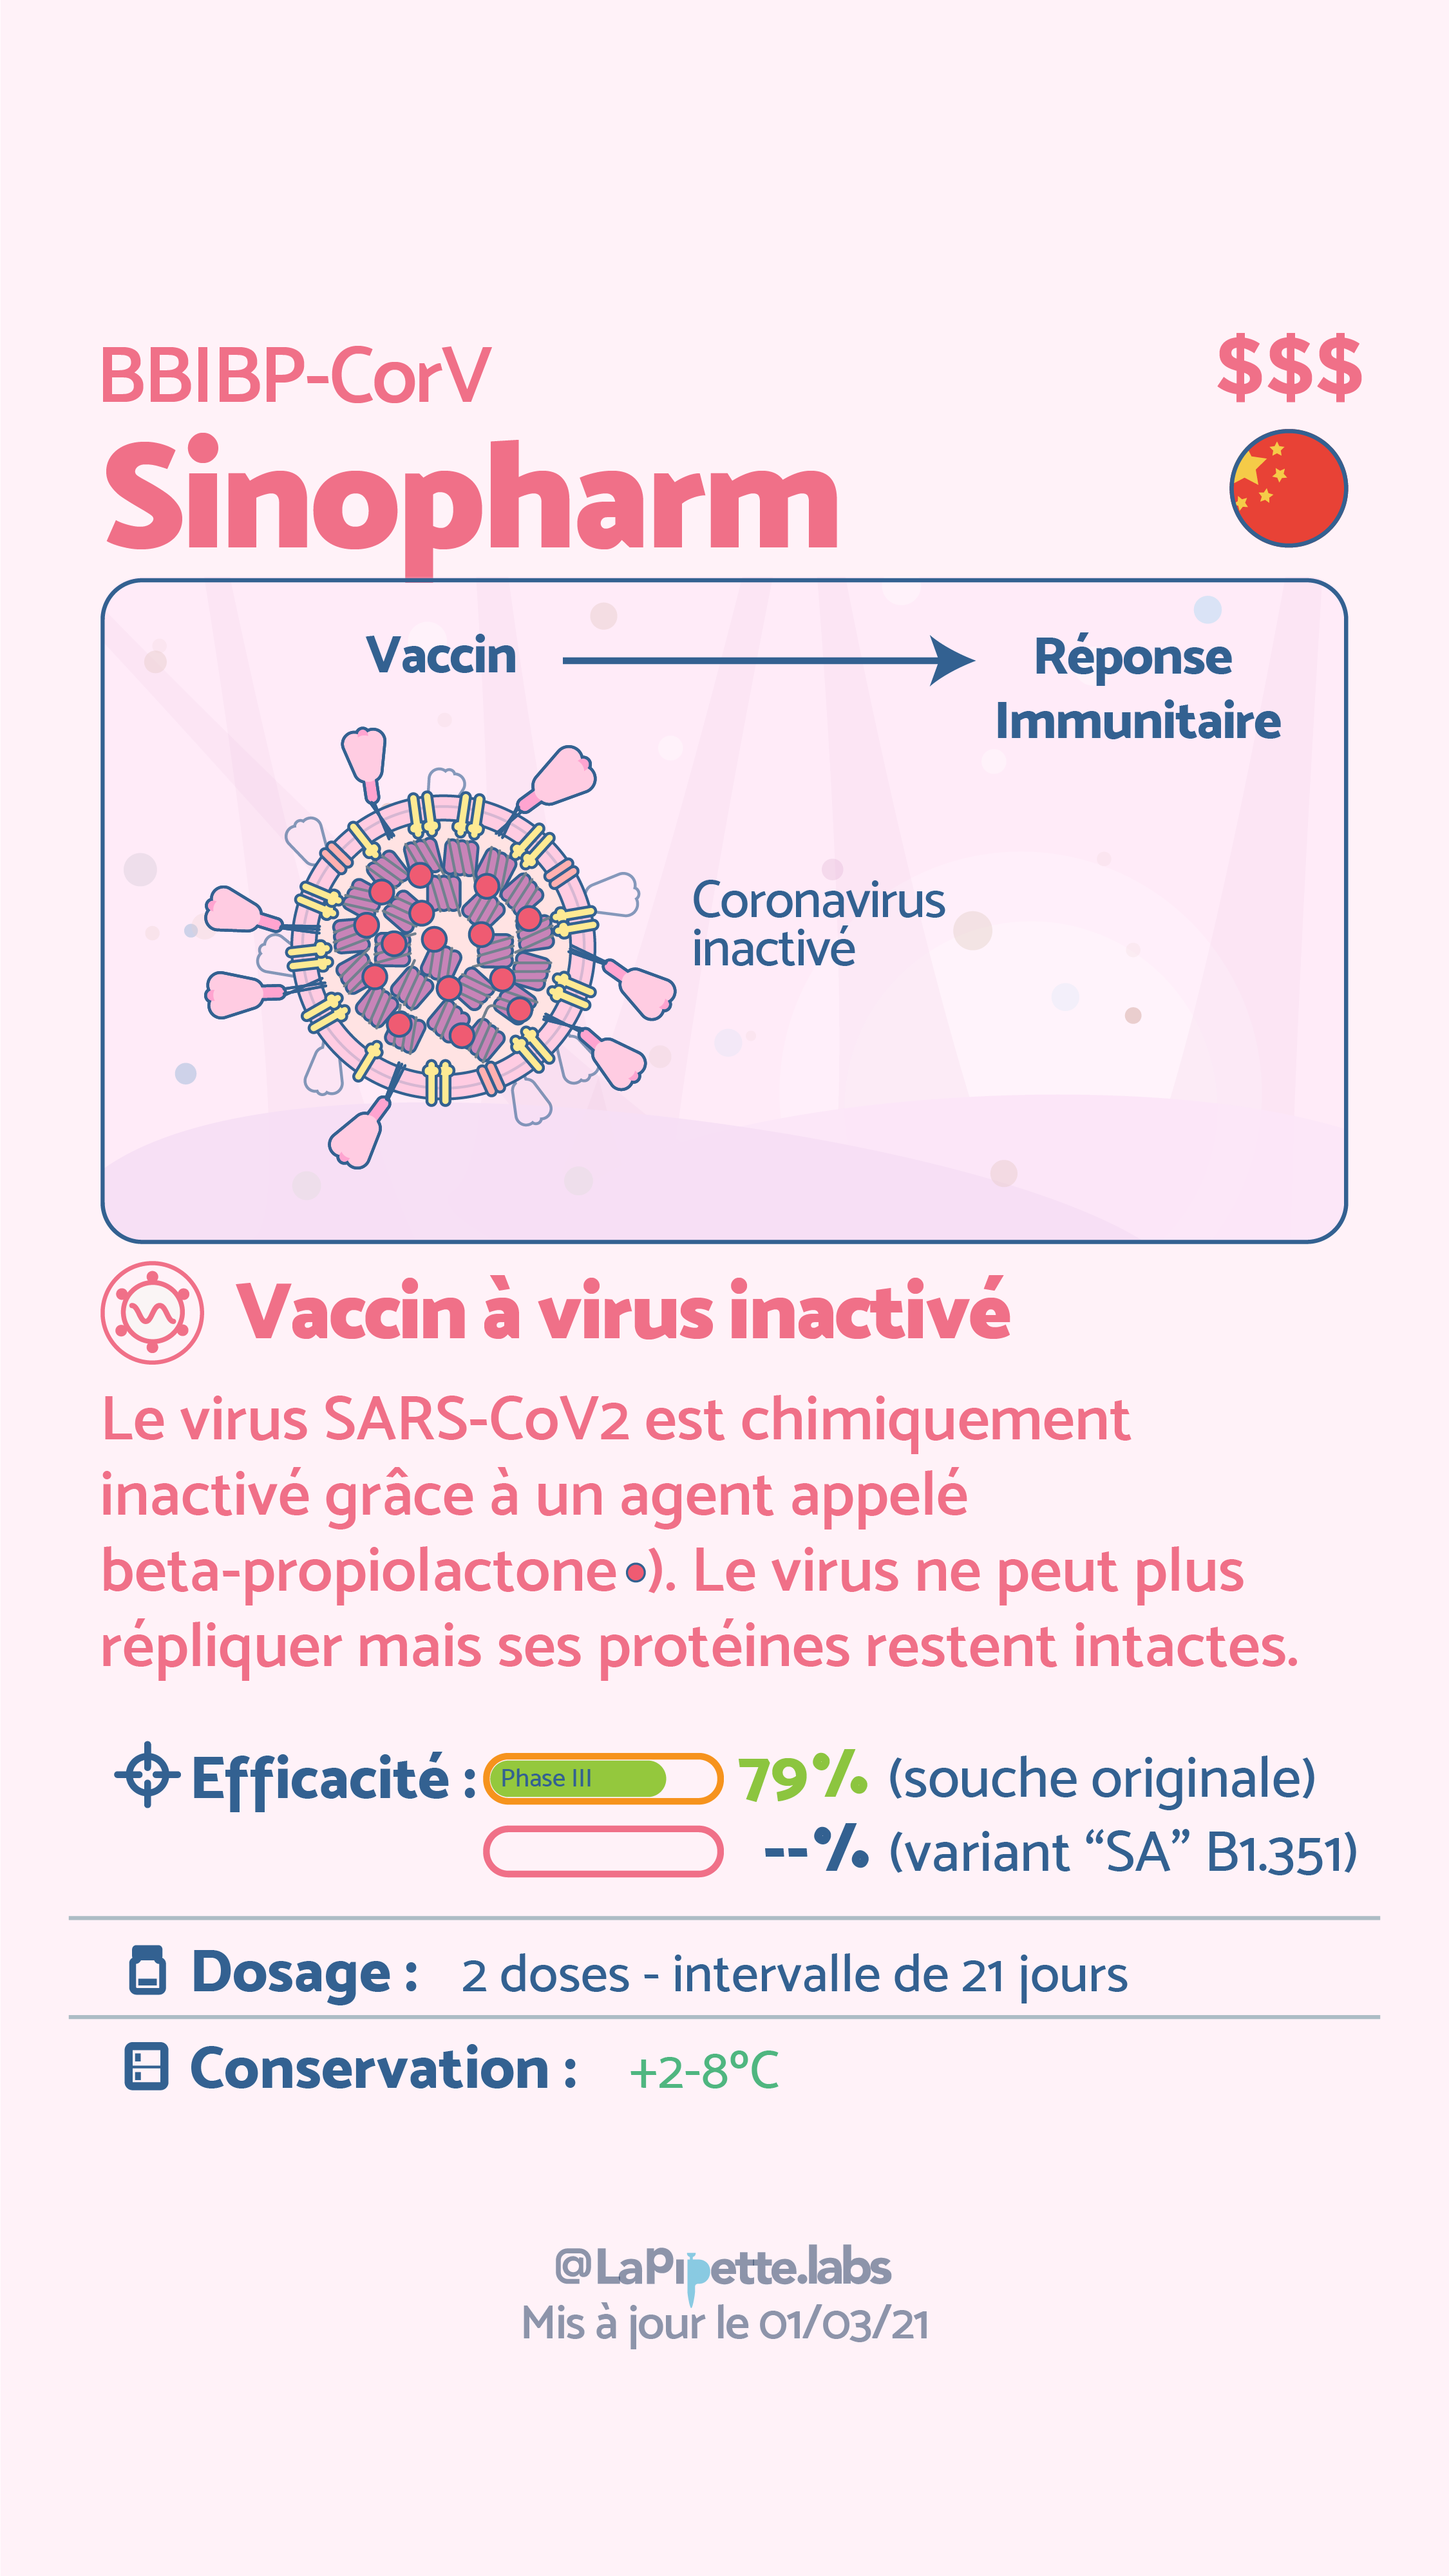 BBIBP-CorV
$$$
Sinopharm
Vaccin
Réponse
Immunitaire
Coronavirus
inactivé
Vaccin à virus inactivé
Le virus SARS-CoV2 est chimiquement
inactivé grâce à un agent appelé
beta-propiolactone ). Le virus ne peut plus
répliquer mais ses protéines restent intactes.
Efficacité : Phase III 79% (souche originale)
--% (variant “SA” B1.351)
Dosage : 2 doses - intervalle de 21 jours
Conservation : +2-8°C
@LaPipette.labs
Mis à jour le 01/03/21